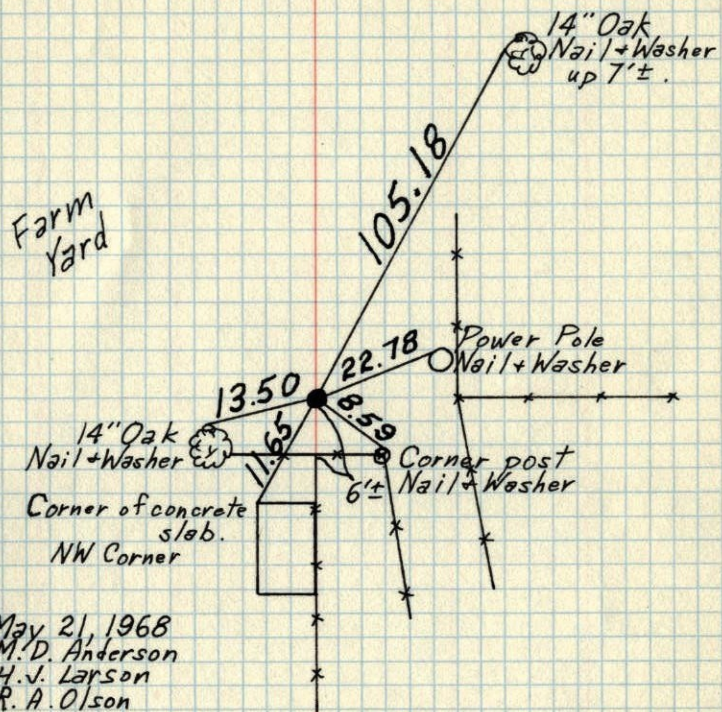 14" Oak
Nail + Washer
up 7'±.
105.18
Farm
Yard
Power Pole
Nail + Washer
22.78
13.50
8.59
14" Oak
Nail + Washer
11.65
6'±
Corner post
Nail + Washer
Corner of concrete
slab.
NW Corner
May 21, 1968
M.D. Anderson
H.J. Larson
R.A. Olson